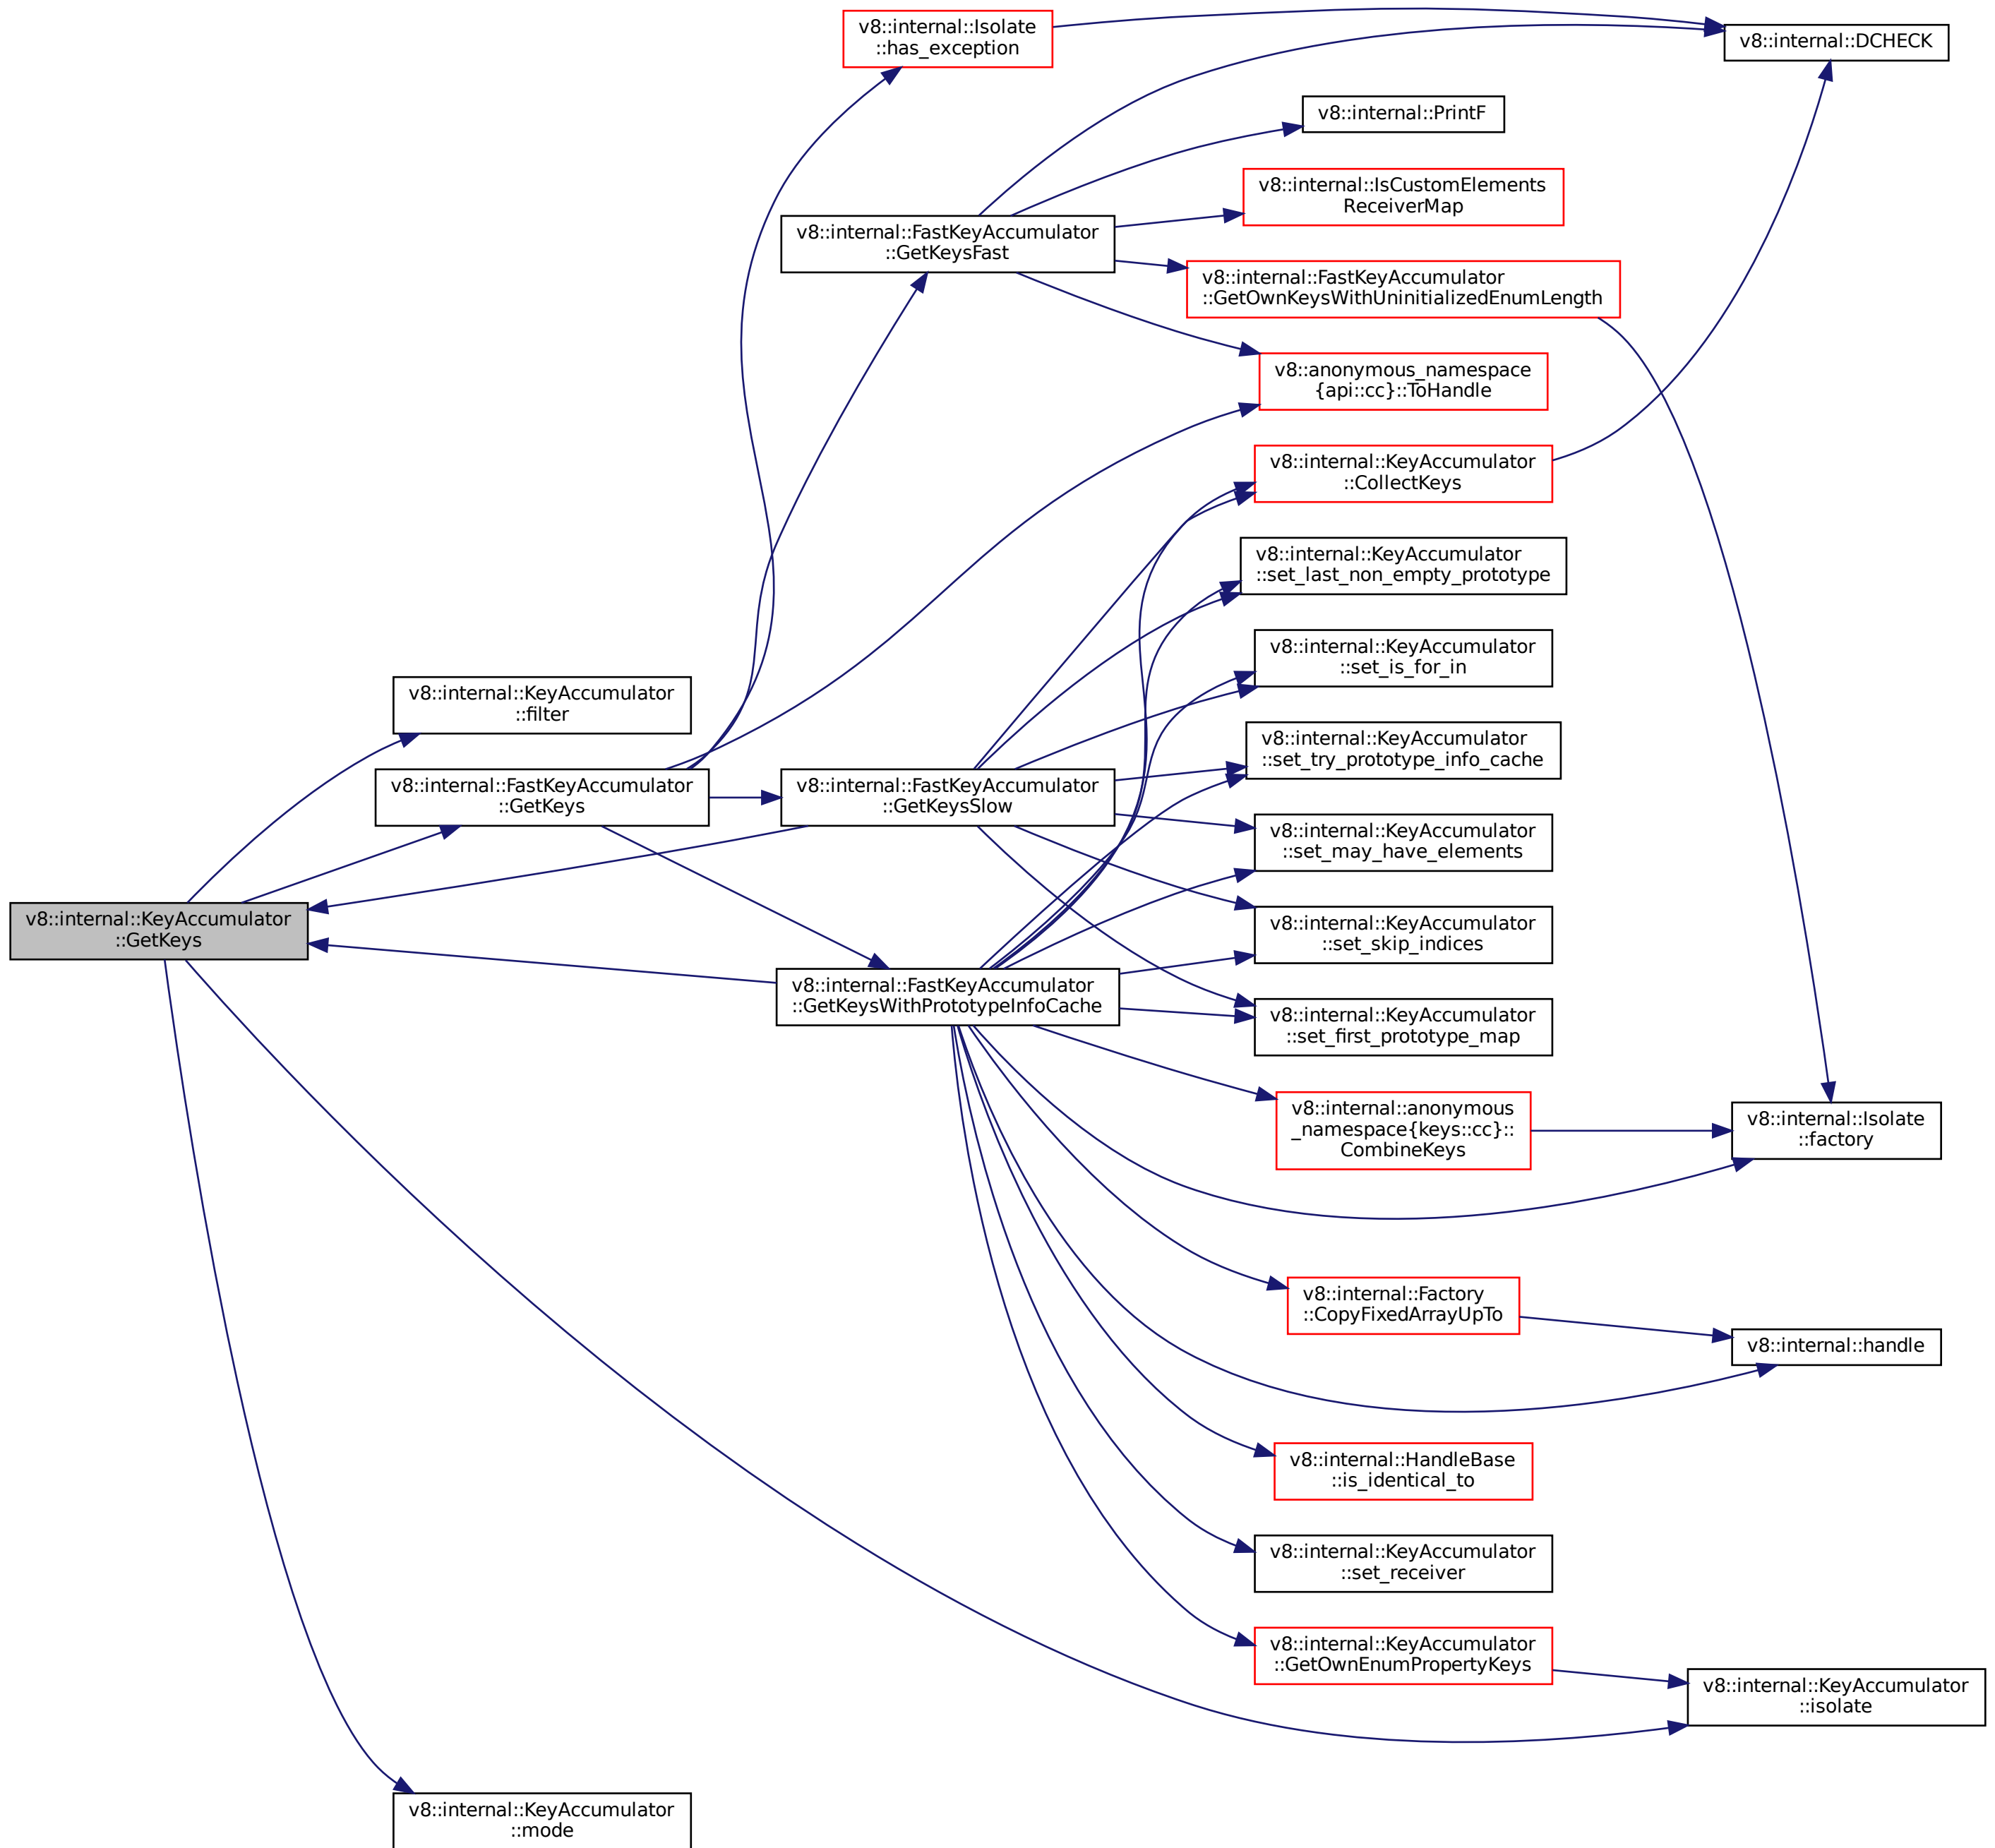 v8::internal::Isolate
::has_exception
v8::internal::DCHECK
v8::internal::PrintF
v8::internal::IsCustomElements
ReceiverMap
v8::internal::FastKeyAccumulator
::GetKeysFast
v8::internal::FastKeyAccumulator
::GetOwnKeysWithUninitializedEnumLength
v8::anonymous_namespace
{api::cc}::ToHandle
v8::internal::KeyAccumulator
::CollectKeys
v8::internal::KeyAccumulator
::set_last_non_empty_prototype
v8::internal::KeyAccumulator
::set_is_for_in
v8::internal::KeyAccumulator
::filter
v8::internal::KeyAccumulator
::set_try_prototype_info_cache
v8::internal::FastKeyAccumulator
::GetKeys
v8::internal::FastKeyAccumulator
::GetKeysSlow
v8::internal::KeyAccumulator
::set_may_have_elements
v8::internal::KeyAccumulator
::GetKeys
v8::internal::KeyAccumulator
::set_skip_indices
v8::internal::FastKeyAccumulator
::GetKeysWithPrototypeInfoCache
v8::internal::KeyAccumulator
::set_first_prototype_map
v8::internal::anonymous
_namespace{keys::cc}::
CombineKeys
v8::internal::Isolate
::factory
v8::internal::Factory
::CopyFixedArrayUpTo
v8::internal::handle
v8::internal::HandleBase
::is_identical_to
v8::internal::KeyAccumulator
::set_receiver
v8::internal::KeyAccumulator
::GetOwnEnumPropertyKeys
v8::internal::KeyAccumulator
::isolate
v8::internal::KeyAccumulator
::mode